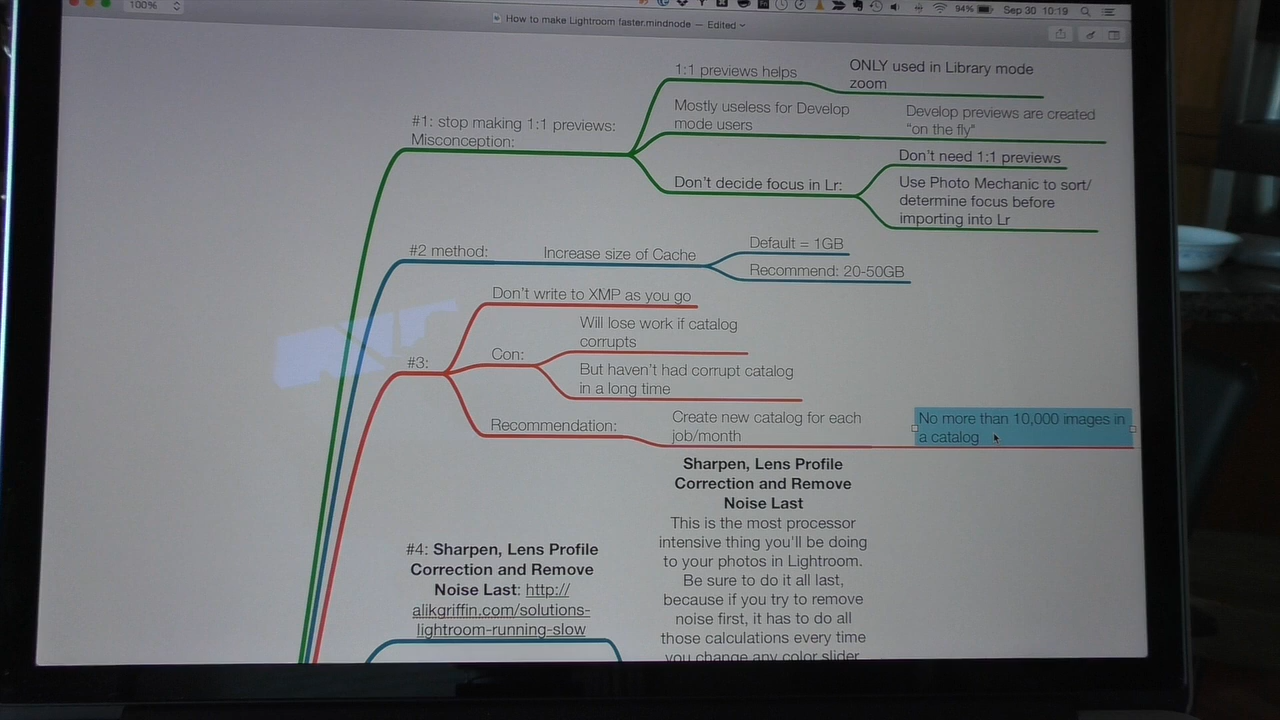 100%
94%
Sep 30 10:19
How to make Lightroom faster.mindnode — Edited
#1: stop making 1:1 previews:
Misconception:
1:1 previews helps
ONLY used in Library mode
zoom
Mostly useless for Develop
mode users
Develop previews are created
"on the fly"
Don't decide focus in Lr:
Don't need 1:1 previews
Use Photo Mechanic to sort/
determine focus before
importing into Lr
#2 method:
Increase size of Cache
Default = 1GB
Recommend: 20-50GB
#3:
Don't write to XMP as you go
Con:
Will lose work if catalog
corrupts
But haven't had corrupt catalog
in a long time
Recommendation:
Create new catalog for each
job/month
No more than 10,000 images in
a catalog
#4: Sharpen, Lens Profile
Correction and Remove
Noise Last: http://
alikgriffin.com/solutions-
lightroom-running-slow
Sharpen, Lens Profile
Correction and Remove
Noise Last
This is the most processor
intensive thing you'll be doing
to your photos in Lightroom.
Be sure to do it all last,
because if you try to remove
noise first, it has to do all
those calculations every time
you change any color slider